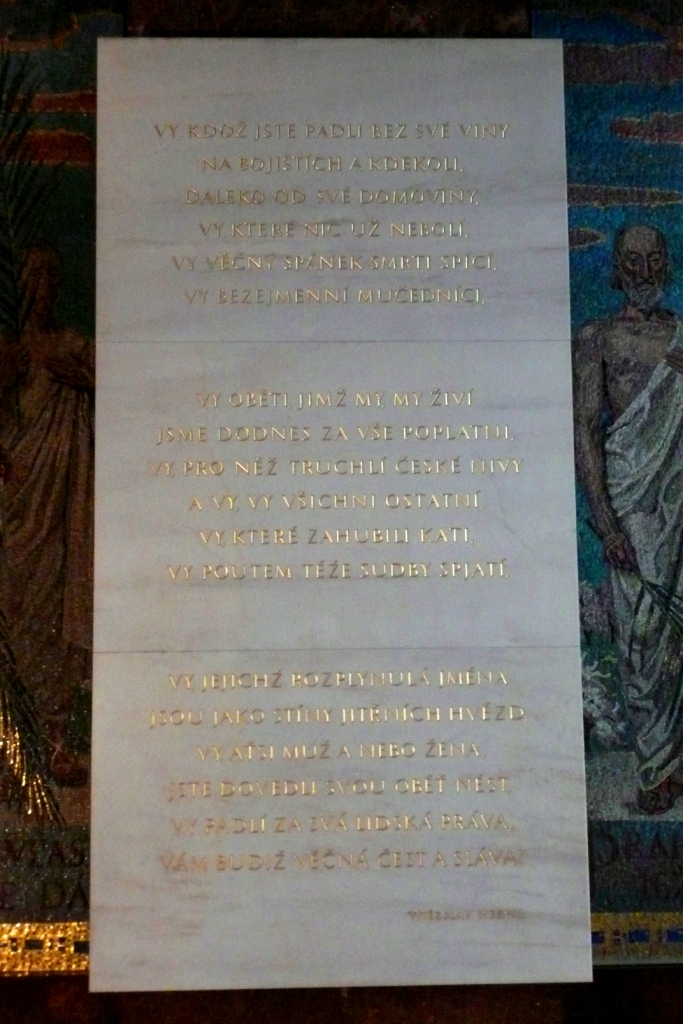 VY KDOŽ JSTE PADLI BEZ SVÉ VINY
NA BOJIŠTÍCH A KDEKOLI,
DALEKO OD SVÉ DOMOVINY,
VY, KTERÉ NIC UŽ NEBOLÍ,
VY VĚČNÝ SPÁNEK SMRTI SPÍCÍ,
VY BEZEJMENNÍ MUČEDNÍCI,
VY OBĚTI JIMŽ MY, MY ŽIVÍ
JSME DODNES ZA VŠE POPLATNI,
VY, PRO NĚŽ TRUCHLÍ ČESKÉ NIVY
A VY, VY VŠICHNI OSTATNÍ,
VY, KTERÉ ZAHUBILI KATI,
VY POUTEM TÉŽE SUDBY SPJATÍ,
VY JEJICHŽ ROZPLYNULÁ JMÉNA
JSOU JAKO STÍNY JITŘNÍCH HVĚZD
VY AŤSI MUŽ A NEBO ŽENA
JSTE DOVEDLI SVOU OBĚŤ NÉST,
VY PADLÍ ZA SVÁ LIDSKÁ PRÁVA,
VÁM BUDIŽ VĚČNÁ ČEST A SLÁVA!